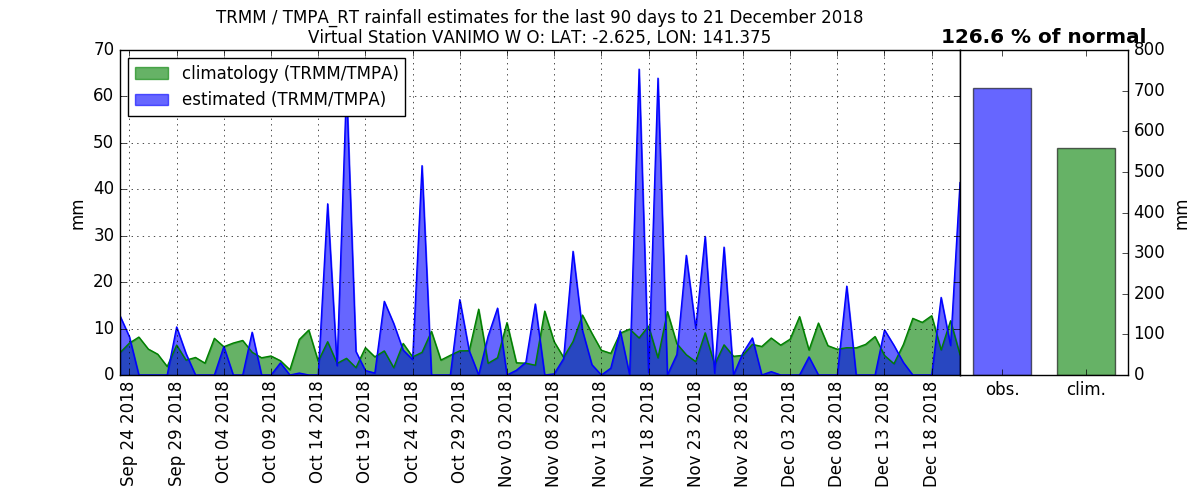 TRMM / TMPA_RT rainfall estimates for the last 90 days to 21 December 2018
Virtual Station VANIMO W O: LAT: -2.625, LON: 141.375
126.6 % of normal
climatology (TRMM/TMPA)
estimated (TRMM/TMPA)
70
60
50
40
30
20
10
0
mm
Sep 24 2018
Sep 29 2018
Oct 04 2018
Oct 09 2018
Oct 14 2018
Oct 19 2018
Oct 24 2018
Oct 29 2018
Nov 03 2018
Nov 08 2018
Nov 13 2018
Nov 18 2018
Nov 23 2018
Nov 28 2018
Dec 03 2018
Dec 08 2018
Dec 13 2018
Dec 18 2018
obs.
clim.
800
700
600
500
400
300
200
100
0
mm